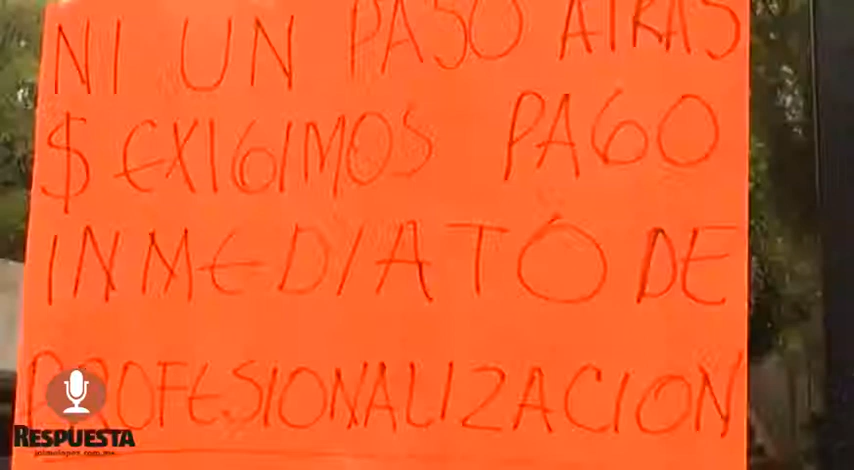 NI UN PASO ATRAS
$ EXIGIMOS PAGO
INMEDIATO DE
PROFESIONALIZACION
RESPUESTA